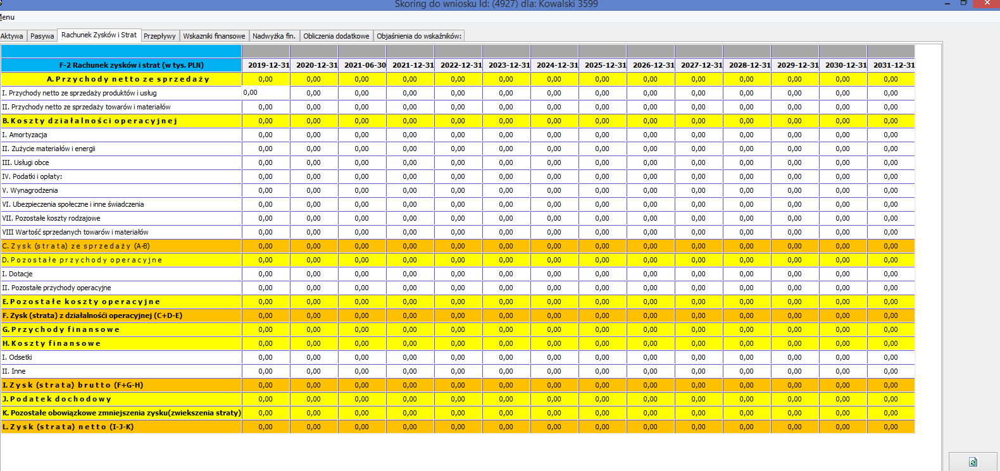 Skoring do wniosku Id: (4927) dla: Kowalski 3599
Menu
Aktywa Pasywa Rachunek Zysków i Strat Przepływy Wskazniki finansowe Nadwyżka fin. Obliczenia dodatkowe Objaśnienia do wskaźników:
F-2 Rachunek zysków i strat (w tys. PLN) 2019-12-31 2020-12-31 2021-06-30 2021-12-31 2022-12-31 2023-12-31 2024-12-31 2025-12-31 2026-12-31 2027-12-31 2028-12-31 2029-12-31 2030-12-31 2031-12-31
A. P r z y c h o d y n e t t o z e s p r z e d a ż y 0,00 0,00 0,00 0,00 0,00 0,00 0,00 0,00 0,00 0,00 0,00 0,00 0,00 0,00
I. Przychody netto ze sprzedaży produktów i usług 0,00 0,00 0,00 0,00 0,00 0,00 0,00 0,00 0,00 0,00 0,00 0,00 0,00 0,00
II. Przychody netto ze sprzedaży towarów i materiałów 0,00 0,00 0,00 0,00 0,00 0,00 0,00 0,00 0,00 0,00 0,00 0,00 0,00 0,00
B. K o s z t y d z i a ł a l n o ś c i o p e r a c y j n e j 0,00 0,00 0,00 0,00 0,00 0,00 0,00 0,00 0,00 0,00 0,00 0,00 0,00 0,00
I. Amortyzacja 0,00 0,00 0,00 0,00 0,00 0,00 0,00 0,00 0,00 0,00 0,00 0,00 0,00 0,00
II. Zużycie materiałów i energii 0,00 0,00 0,00 0,00 0,00 0,00 0,00 0,00 0,00 0,00 0,00 0,00 0,00 0,00
III. Usługi obce 0,00 0,00 0,00 0,00 0,00 0,00 0,00 0,00 0,00 0,00 0,00 0,00 0,00 0,00
IV. Podatki i opłaty: 0,00 0,00 0,00 0,00 0,00 0,00 0,00 0,00 0,00 0,00 0,00 0,00 0,00 0,00
V. Wynagrodzenia 0,00 0,00 0,00 0,00 0,00 0,00 0,00 0,00 0,00 0,00 0,00 0,00 0,00 0,00
VI. Ubezpieczenia społeczne i inne świadczenia 0,00 0,00 0,00 0,00 0,00 0,00 0,00 0,00 0,00 0,00 0,00 0,00 0,00 0,00
VII. Pozostałe koszty rodzajowe 0,00 0,00 0,00 0,00 0,00 0,00 0,00 0,00 0,00 0,00 0,00 0,00 0,00 0,00
VIII Wartość sprzedanych towarów i materiałów 0,00 0,00 0,00 0,00 0,00 0,00 0,00 0,00 0,00 0,00 0,00 0,00 0,00 0,00
C. Z y s k (s t r a t a) z e s p r z e d a ż y (A-B) 0,00 0,00 0,00 0,00 0,00 0,00 0,00 0,00 0,00 0,00 0,00 0,00 0,00 0,00
D. P o z o s t a ł e p r z y c h o d y o p e r a c y j n e 0,00 0,00 0,00 0,00 0,00 0,00 0,00 0,00 0,00 0,00 0,00 0,00 0,00 0,00
I. Dotacje 0,00 0,00 0,00 0,00 0,00 0,00 0,00 0,00 0,00 0,00 0,00 0,00 0,00 0,00
II. Pozostałe przychody operacyjne 0,00 0,00 0,00 0,00 0,00 0,00 0,00 0,00 0,00 0,00 0,00 0,00 0,00 0,00
E. P o z o s t a ł e k o s z t y o p e r a c y j n e 0,00 0,00 0,00 0,00 0,00 0,00 0,00 0,00 0,00 0,00 0,00 0,00 0,00 0,00
F. Zysk (strata) z działalnośći operacyjnej (C+D-E) 0,00 0,00 0,00 0,00 0,00 0,00 0,00 0,00 0,00 0,00 0,00 0,00 0,00 0,00
G. P r z y c h o d y f i n a n s o w e 0,00 0,00 0,00 0,00 0,00 0,00 0,00 0,00 0,00 0,00 0,00 0,00 0,00 0,00
H. K o s z t y f i n a n s o w e 0,00 0,00 0,00 0,00 0,00 0,00 0,00 0,00 0,00 0,00 0,00 0,00 0,00 0,00
I. Odsetki 0,00 0,00 0,00 0,00 0,00 0,00 0,00 0,00 0,00 0,00 0,00 0,00 0,00 0,00
II. Inne 0,00 0,00 0,00 0,00 0,00 0,00 0,00 0,00 0,00 0,00 0,00 0,00 0,00 0,00
I. Z y s k (s t r a t a) b r u t t o (F+G-H) 0,00 0,00 0,00 0,00 0,00 0,00 0,00 0,00 0,00 0,00 0,00 0,00 0,00 0,00
J. P o d a t e k d o c h o d o w y 0,00 0,00 0,00 0,00 0,00 0,00 0,00 0,00 0,00 0,00 0,00 0,00 0,00 0,00
K. Pozostałe obowiązkowe zmniejszenia zysku(zwiekszenia straty) 0,00 0,00 0,00 0,00 0,00 0,00 0,00 0,00 0,00 0,00 0,00 0,00 0,00 0,00
L. Z y s k (s t r a t a) n e t t o (I-J-K) 0,00 0,00 0,00 0,00 0,00 0,00 0,00 0,00 0,00 0,00 0,00 0,00 0,00 0,00